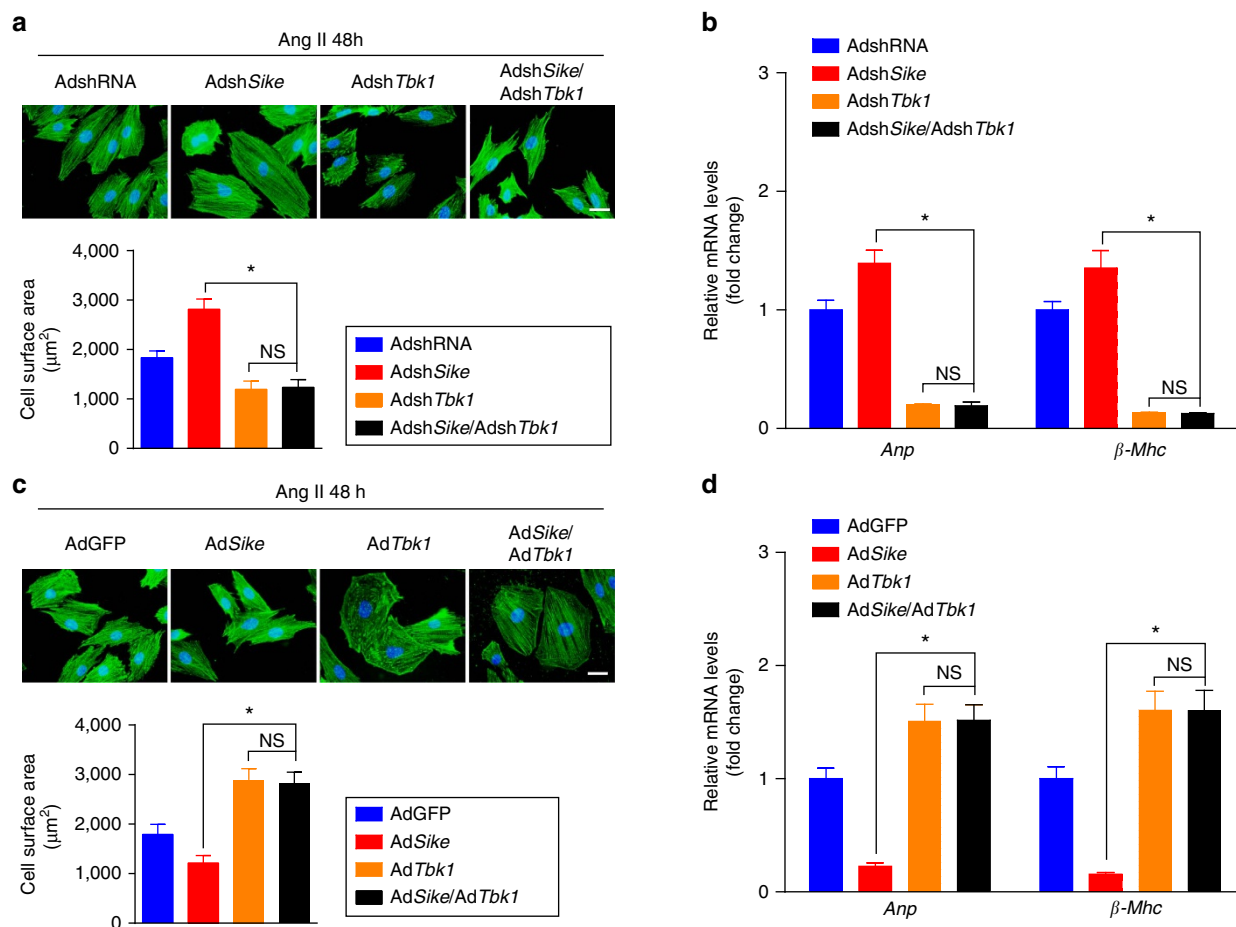 a
Ang II 48h
AdshRNA
AdshSike
AdshTbk1
AdshSike/
AdshTbk1
Cell surface area
(μm²)
4,000
3,000
2,000
1,000
0
*
NS
AdshRNA
AdshSike
AdshTbk1
AdshSike/AdshTbk1
b
AdshRNA
AdshSike
AdshTbk1
AdshSike/AdshTbk1
Relative mRNA levels
(fold change)
3
2
1
0
*
NS
*
NS
Anp
β-Mhc
c
Ang II 48 h
AdGFP
AdSike
AdTbk1
AdSike/
AdTbk1
Cell surface area
(μm²)
4,000
3,000
2,000
1,000
0
*
NS
AdGFP
AdSike
AdTbk1
AdSike/AdTbk1
d
AdGFP
AdSike
AdTbk1
AdSike/AdTbk1
Relative mRNA levels
(fold change)
3
2
1
0
*
NS
*
NS
Anp
β-Mhc